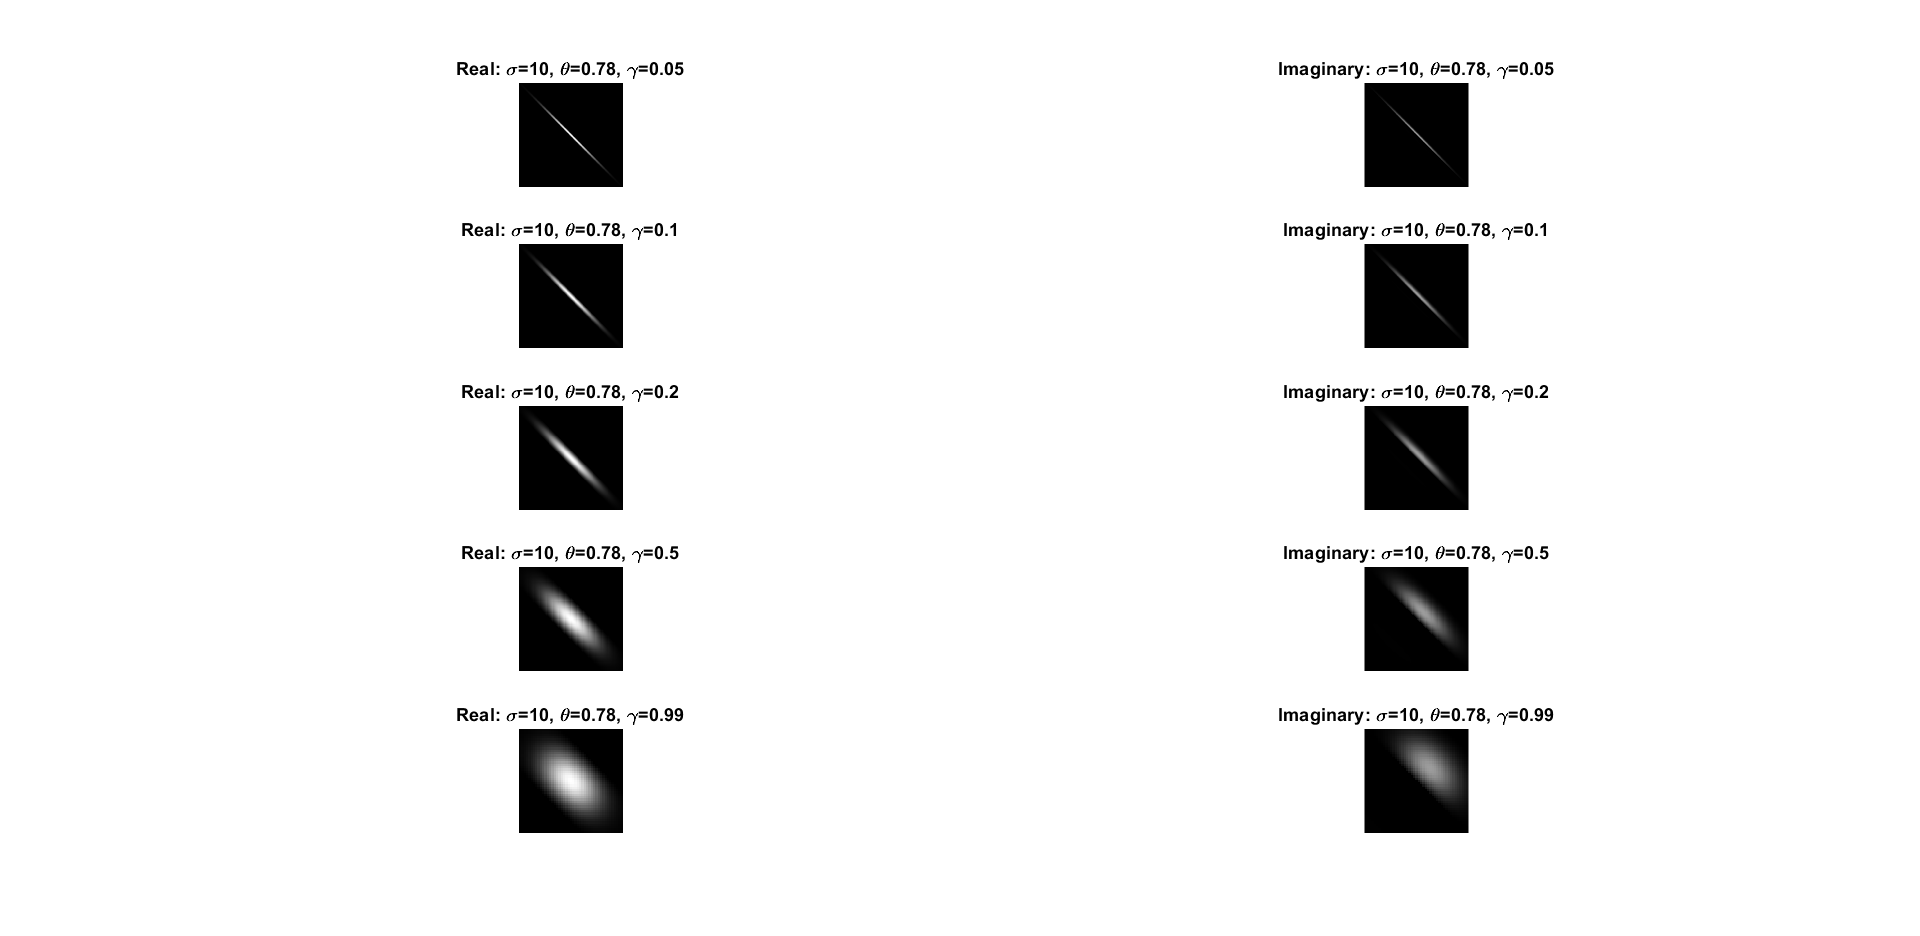 Real: σ=10, θ=0.78, γ=0.05
Imaginary: σ=10, θ=0.78, γ=0.05
Real: σ=10, θ=0.78, γ=0.1
Imaginary: σ=10, θ=0.78, γ=0.1
Real: σ=10, θ=0.78, γ=0.2
Imaginary: σ=10, θ=0.78, γ=0.2
Real: σ=10, θ=0.78, γ=0.5
Imaginary: σ=10, θ=0.78, γ=0.5
Real: σ=10, θ=0.78, γ=0.99
Imaginary: σ=10, θ=0.78, γ=0.99